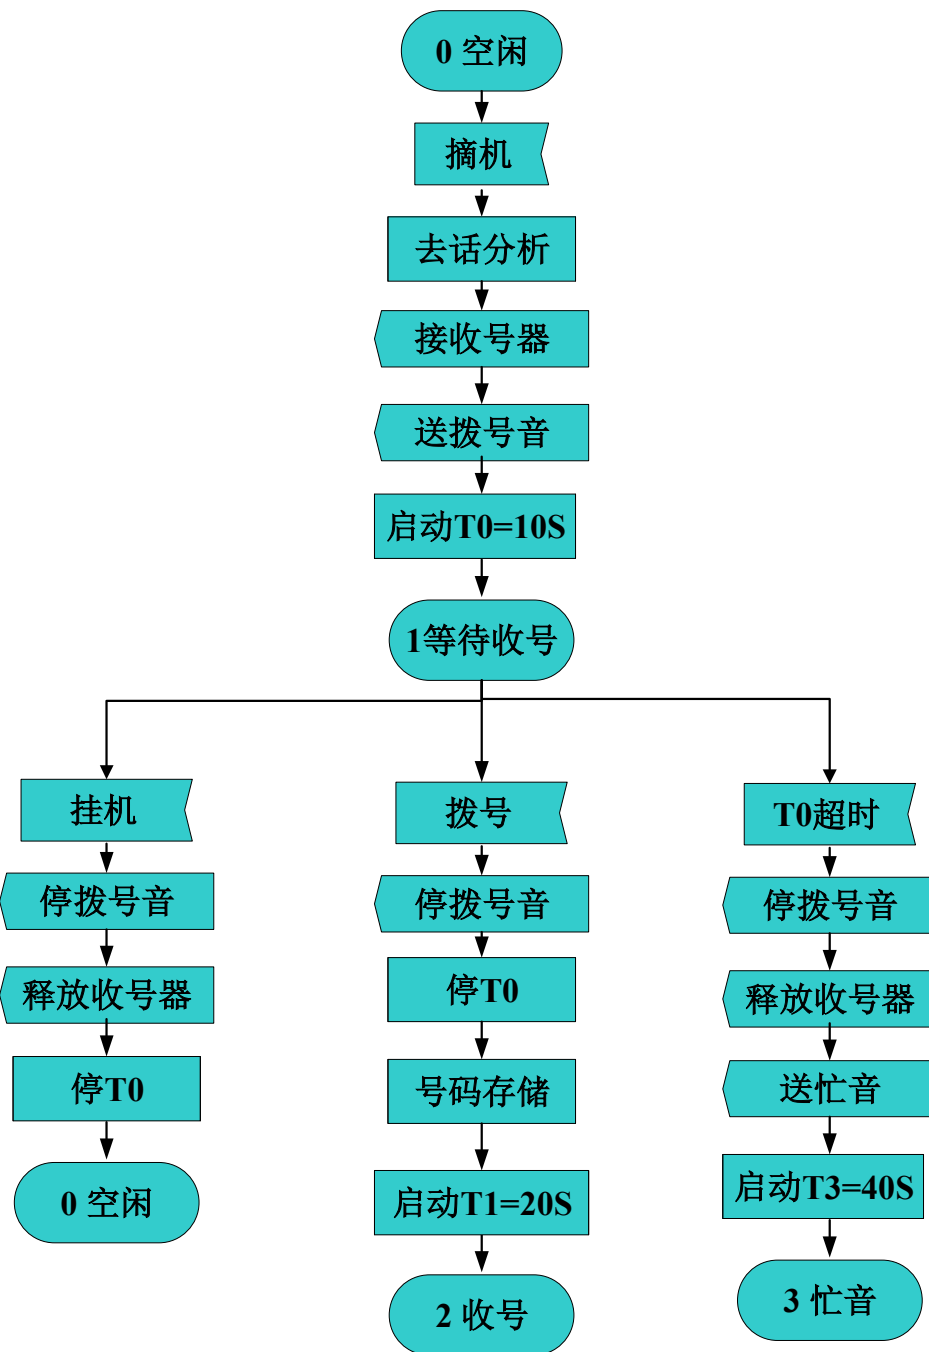 0 空闲
摘机
去话分析
接收号器
送拨号音
启动T0=10S
1等待收号
挂机
停拨号音
释放收号器
停T0
0 空闲
拨号
停拨号音
停T0
号码存储
启动T1=20S
2 收号
T0超时
停拨号音
释放收号器
送忙音
启动T3=40S
3 忙音